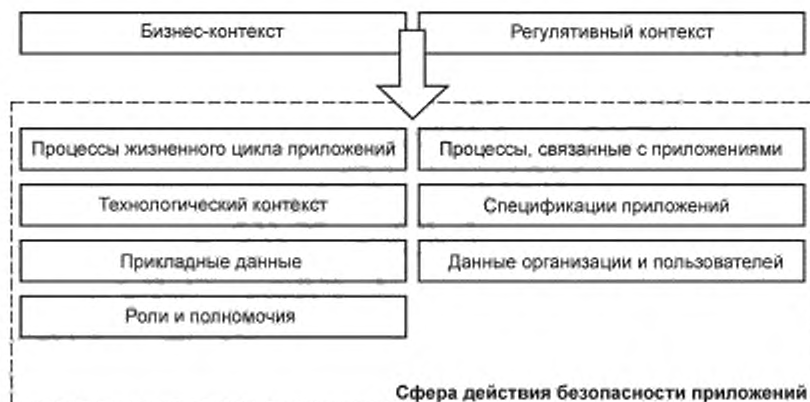 Бизнес-контекст
Регулятивный контекст
Процессы жизненного цикла приложений
Процессы, связанные с приложениями
Технологический контекст
Спецификации приложений
Прикладные данные
Данные организации и пользователей
Роли и полномочия
Сфера действия безопасности приложений